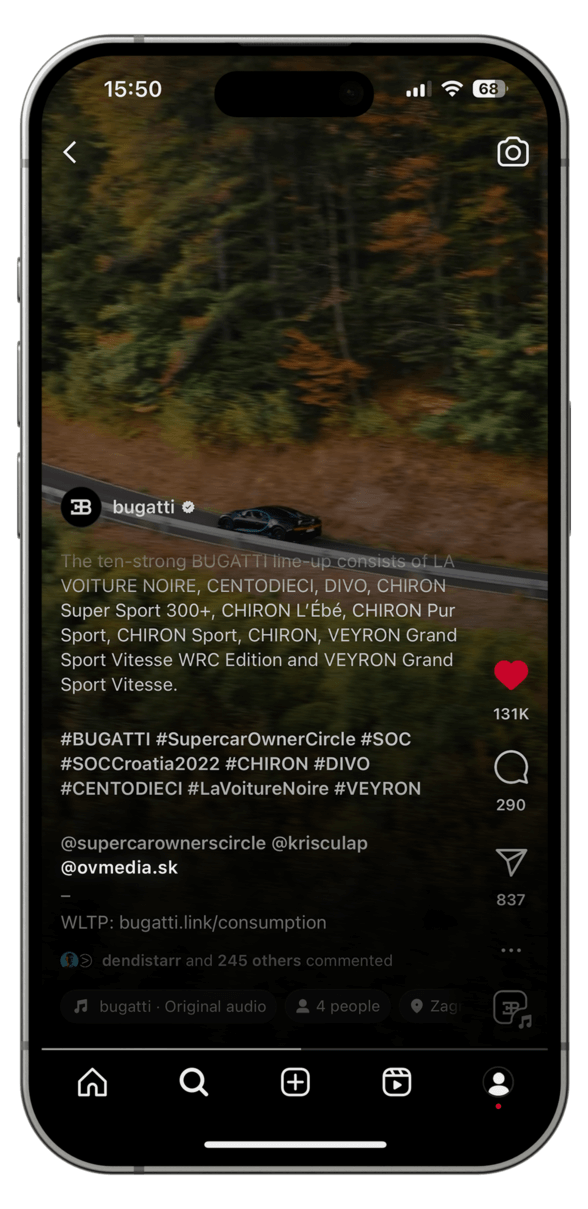 15:50
68
bugatti
The ten-strong BUGATTI line-up consists of LA
VOITURE NOIRE, CENTODIECI, DIVO, CHIRON
Super Sport 300+, CHIRON L'Ébé, CHIRON Pur
Sport, CHIRON Sport, CHIRON, VEYRON Grand
Sport Vitesse WRC Edition and VEYRON Grand
Sport Vitesse.
#BUGATTI #SupercarOwnerCircle #SOC
#SOCCroatia2022 #CHIRON #DIVO
#CENTODIECI #LaVoitureNoire #VEYRON
@supercarownerscircle @krisculap
@ovmedia.sk
–
WLTP: bugatti.link/consumption
dendistarr and 245 others commented
bugatti · Original audio
4 people
Zag
131K
290
837